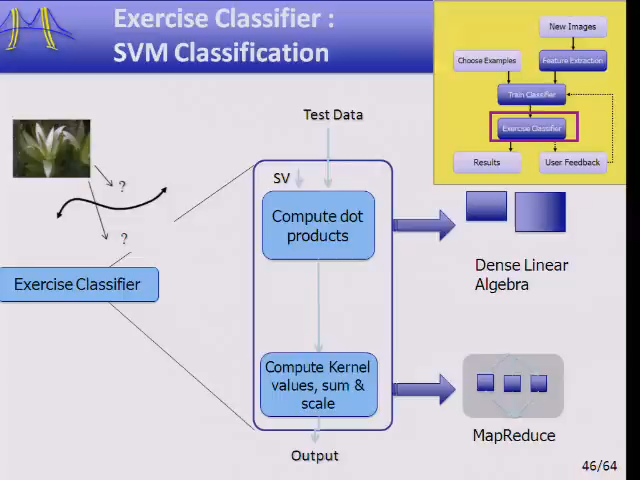 Exercise Classifier :
SVM Classification
New Images
Choose Examples
Feature Extraction
Train Classifier
Exercise Classifier
Results
User Feedback
Test Data
SV
?
?
Compute dot
products
Dense Linear
Algebra
Exercise Classifier
Compute Kernel
values, sum &
scale
MapReduce
Output
46/64